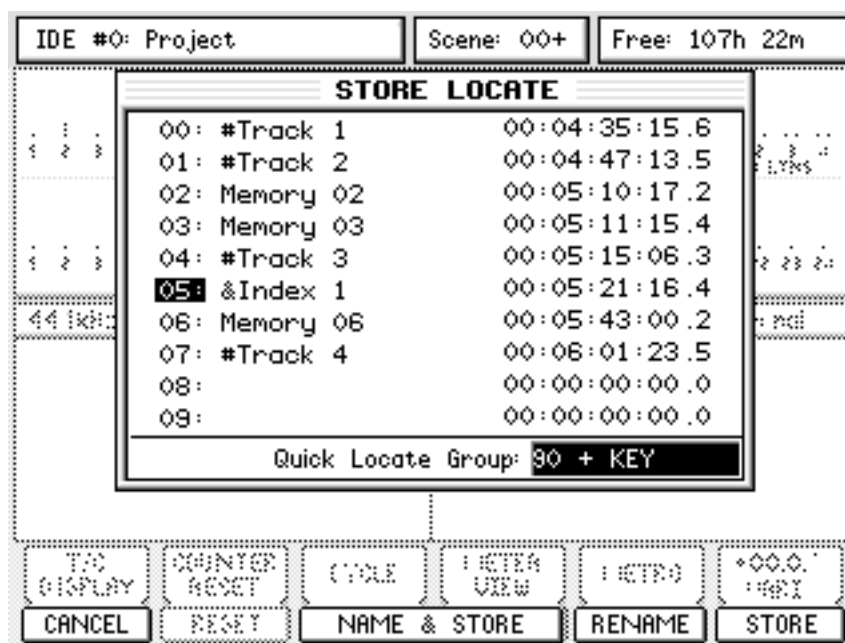 IDE #0: Project
Scene: 00+
Free: 107h 22m
STORE LOCATE
00: #Track 1 00:04:35:15.6
01: #Track 2 00:04:47:13.5
02: Memory 02 00:05:10:17.2
03: Memory 03 00:05:11:15.4
04: #Track 3 00:05:15:06.3
05: &Index 1 00:05:21:16.4
06: Memory 06 00:05:43:00.2
07: #Track 4 00:06:01:23.5
08: 00:00:00:00.0
09: 00:00:00:00.0
Quick Locate Group: 90 + KEY
T/C DISPLAY
COUNTER RESET
CYCLE
METER VIEW
METRO
CANCEL
RESET
NAME & STORE
RENAME
STORE